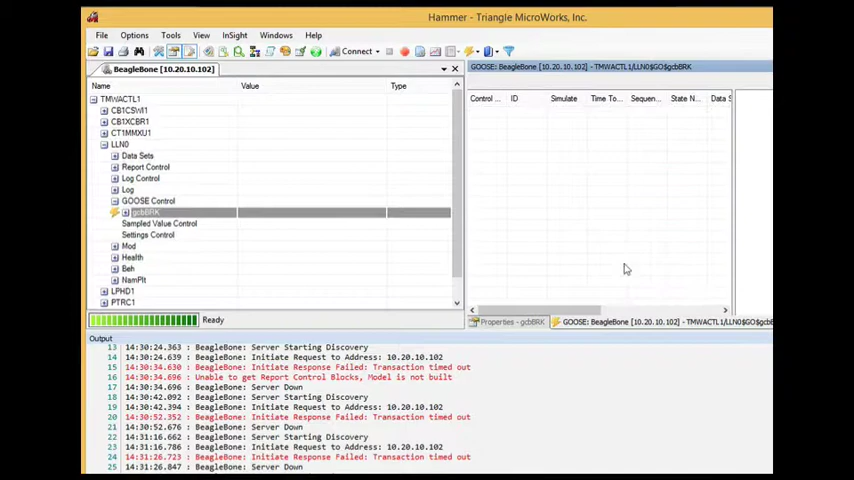 Hammer - Triangle MicroWorks, Inc.
File Options Tools View InSight Windows Help
Connect
BeagleBone [10.20.10.102]
GOOSE: BeagleBone [10.20.10.102] - TMWACTL1/LLN0$GO$gcbBRK
Name Value Type
Control ... ID Simulate Time To... Sequen... State N... Data S
TMWACTL1
CB1CSWI1
CB1XCBR1
CT1MMXU1
LLN0
Data Sets
Report Control
Log Control
Log
GOOSE Control
gcbBRK
Sampled Value Control
Settings Control
Mod
Health
Beh
NamPlt
LPHD1
PTRC1
Ready
Properties - gcbBRK
GOOSE: BeagleBone [10.20.10.102] - TMWACTL1/LLN0$GO$gcbB
Output
13 14:30:24.363 : BeagleBone: Server Starting Discovery
14 14:30:24.639 : BeagleBone: Initiate Request to Address: 10.20.10.102
15 14:30:34.630 : BeagleBone: Initiate Response Failed: Transaction timed out
16 14:30:34.696 : Unable to get Report Control Blocks, Model is not built
17 14:30:34.696 : BeagleBone: Server Down
18 14:30:42.092 : BeagleBone: Server Starting Discovery
19 14:30:42.394 : BeagleBone: Initiate Request to Address: 10.20.10.102
20 14:30:52.352 : BeagleBone: Initiate Response Failed: Transaction timed out
21 14:30:52.676 : BeagleBone: Server Down
22 14:31:16.662 : BeagleBone: Server Starting Discovery
23 14:31:16.786 : BeagleBone: Initiate Request to Address: 10.20.10.102
24 14:31:26.723 : BeagleBone: Initiate Response Failed: Transaction timed out
25 14:31:26.847 : BeagleBone: Server Down